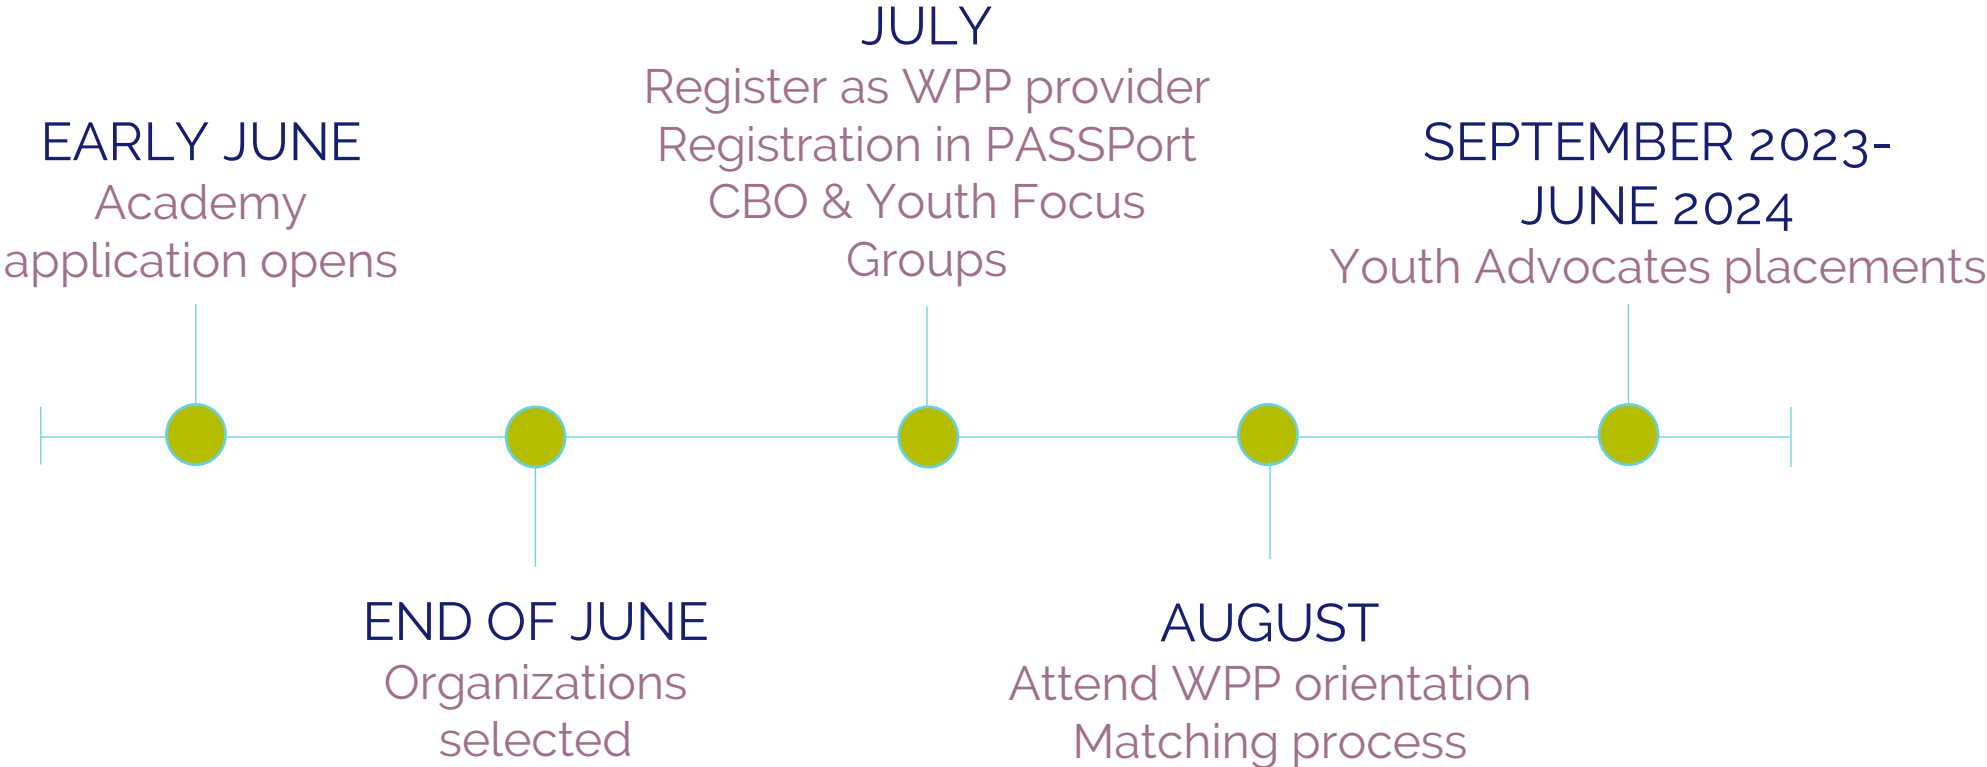 EARLY JUNE
Academy
application opens
END OF JUNE
Organizations
selected
JULY
Register as WPP provider
Registration in PASSPort
CBO & Youth Focus
Groups
AUGUST
Attend WPP orientation
Matching process
SEPTEMBER 2023-
JUNE 2024
Youth Advocates placements